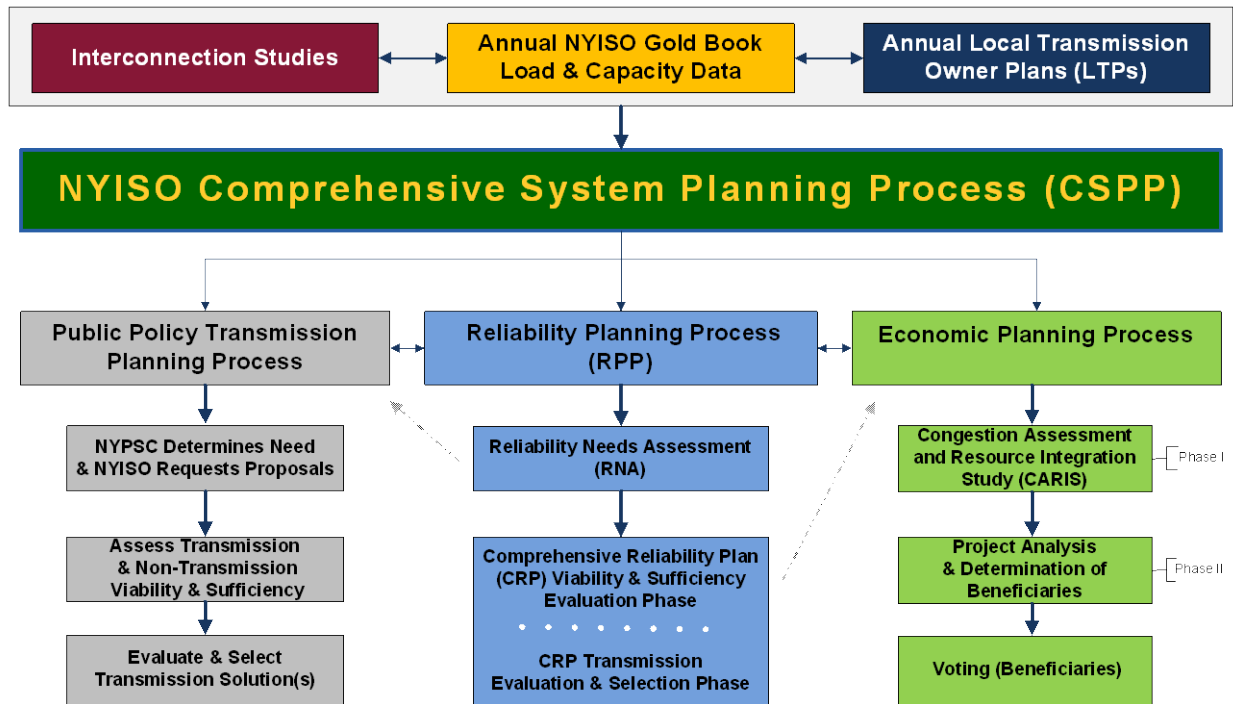 Interconnection Studies
Annual NYISO Gold Book
Load & Capacity Data
Annual Local Transmission
Owner Plans (LTPs)
NYISO Comprehensive System Planning Process (CSPP)
Public Policy Transmission
Planning Process
Reliability Planning Process
(RPP)
Economic Planning Process
NYPSC Determines Need
& NYISO Requests Proposals
Reliability Needs Assessment
(RNA)
Congestion Assessment
and Resource Integration
Study (CARIS)
Phase I
Assess Transmission
& Non-Transmission
Viability & Sufficiency
Comprehensive Reliability Plan
(CRP) Viability & Sufficiency
Evaluation Phase
CRP Transmission
Evaluation & Selection Phase
Project Analysis
& Determination of
Beneficiaries
Phase II
Evaluate & Select
Transmission Solution(s)
Voting (Beneficiaries)